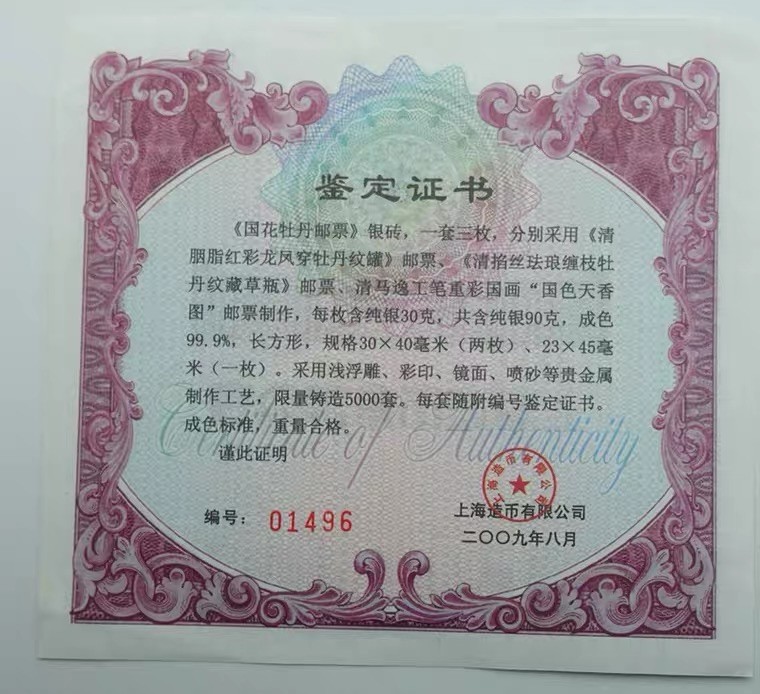 鉴定证书
《国花牡丹邮票》银砖，一套三枚，分别采用《清
胭脂红彩龙凤穿牡丹纹罐》邮票、《清掐丝珐琅缠枝牡
丹纹藏草瓶》邮票、清马逸工笔重彩国画“国色天香
图”邮票制作，每枚含纯银30克，共含纯银90克，成色
99.9%，长方形，规格30×40毫米（两枚）、23×45毫
米（一枚）。采用浅浮雕、彩印、镜面、喷砂等贵金属
制作工艺，限量铸造5000套。每套随附编号鉴定证书。
成色标准，重量合格。
Certificate of Authenticity
谨此证明
上海造币有限公司
编号：01496
上海造币有限公司
二〇〇九年八月